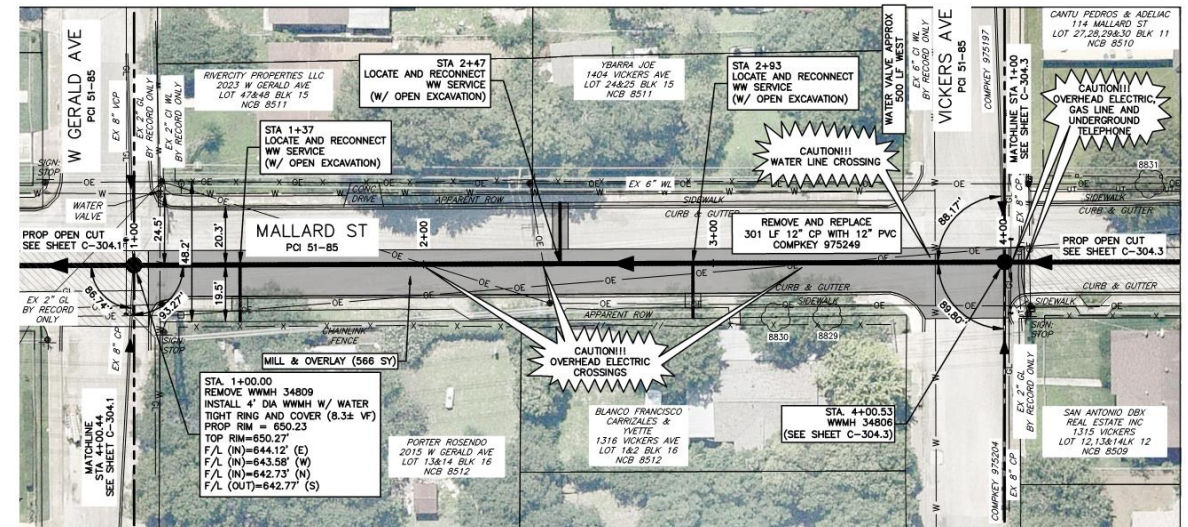 W GERALD AVE
PCI 51-85
EX 8" VCP
EX 2" GL
BY RECORD ONLY
EX 2" CI WL
BY RECORD ONLY
RIVERCITY PROPERTIES LLC
2023 W GERALD AVE
LOT 47&48 BLK 15
NCB 8511
STA 2+47
LOCATE AND RECONNECT
WW SERVICE
(W/ OPEN EXCAVATION)
YBARRA JOE
1404 VICKERS AVE
LOT 24&25 BLK 15
NCB 8511
STA 2+93
LOCATE AND RECONNECT
WW SERVICE
(W/ OPEN EXCAVATION)
WATER VALVE APPROX
500 LF WEST
EX 6" CI WL
BY RECORD ONLY
VICKERS AVE
PCI 51-85
COMPKEY 975197
MATCHLINE STA 1+00
SEE SHEET C-304.3
CANTU PEDROS & ADELIAC
114 MALLARD ST
LOT 27,28,29&30 BLK 11
NCB 8510
CAUTION!!!
OVERHEAD ELECTRIC,
GAS LINE AND
UNDERGROUND
TELEPHONE
STA 1+37
LOCATE AND RECONNECT
WW SERVICE
(W/ OPEN EXCAVATION)
CAUTION!!!
WATER LINE CROSSING
8831
SIGN:
STOP
WATER
VALVE
CONC
DRIVE
APPARENT ROW
EX 6" WL
SIDEWALK
CURB & GUTTER
EX 8" CP
SIDEWALK
CURB & GUTTER
PROP OPEN CUT
SEE SHEET C-304.1
1+00
24.5'
48.2'
20.3'
MALLARD ST
PCI 51-85
2+00
3+00
REMOVE AND REPLACE
301 LF 12" CP WITH 12" PVC
COMPKEY 975249
88.17'
4+00
PROP OPEN CUT
SEE SHEET C-304.3
86.74'
93.27'
19.5'
89.80'
EX 2" GL
BY RECORD
ONLY
EX 8" CP
SIGN:
STOP
CHAINLINK
FENCE
APPARENT ROW
CURB & GUTTER
SIDEWALK
CURB & GUTTER
SIDEWALK
SIGN:
STOP
8830
8829
MILL & OVERLAY (566 SY)
CAUTION!!!
OVERHEAD ELECTRIC
CROSSINGS
MATCHLINE
STA 4+00.44
SEE SHEET C-304.1
STA. 1+00.00
REMOVE WWMH 34809
INSTALL 4' DIA WWMH W/ WATER
TIGHT RING AND COVER (8.3± VF)
PROP RIM = 650.23
TOP RIM=650.27'
F/L (IN)=644.12' (E)
F/L (IN)=643.58' (W)
F/L (IN)=642.73' (N)
F/L (OUT)=642.77' (S)
PORTER ROSENDO
2015 W GERALD AVE
LOT 13&14 BLK 16
NCB 8512
BLANCO FRANCISCO
CARRIZALES &
YVETTE
1316 VICKERS AVE
LOT 1&2 BLK 16
NCB 8512
STA. 4+00.53
WWMH 34806
(SEE SHEET C-304.3)
COMPKEY 975204
EX 8" CP
EX 2" GL
BY RECORD ONLY
SAN ANTONIO DBX
REAL ESTATE INC
1315 VICKERS
LOT 12,13&14LK 12
NCB 8509